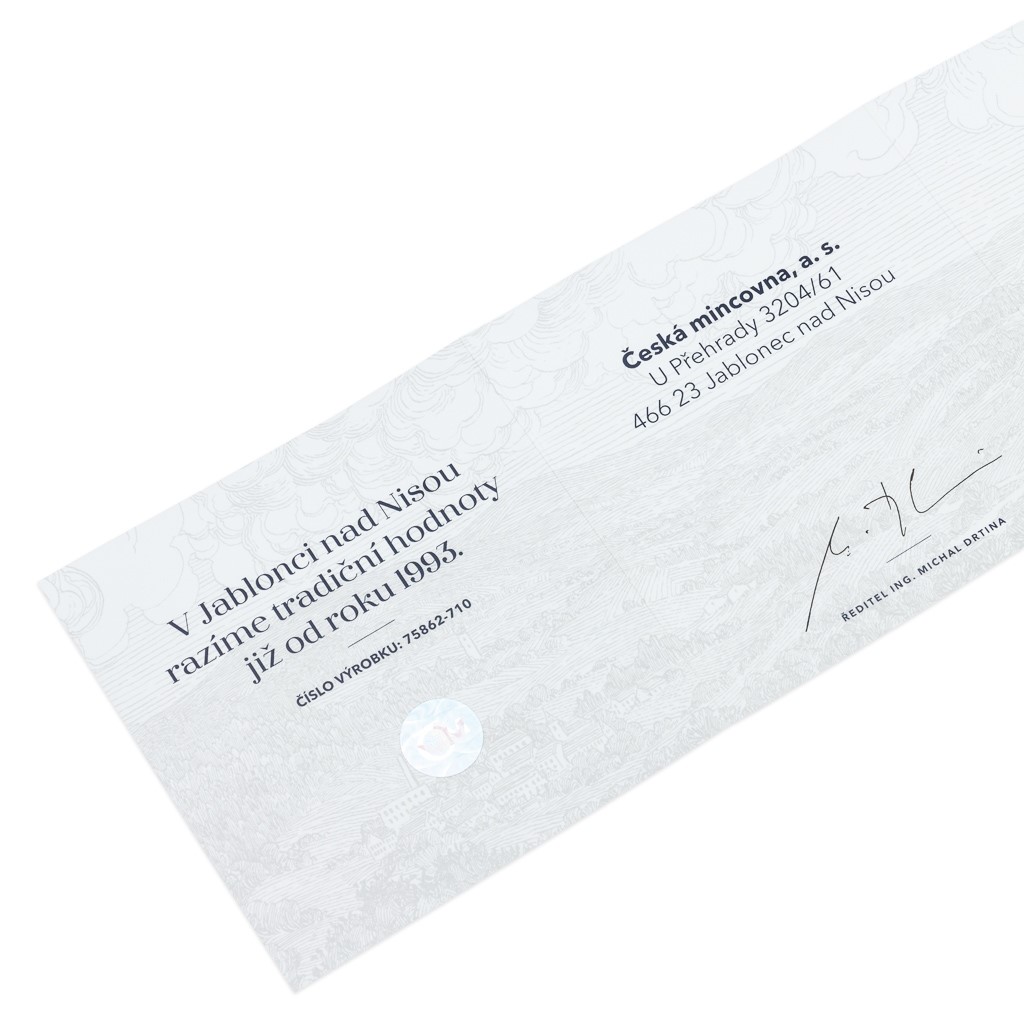 V Jablonci nad Nisou
razíme tradiční hodnoty
již od roku 1993.
ČÍSLO VÝROBKU: 75862-710
Česká mincovna, a. s.
U Přehrady 3204/61
466 23 Jablonec nad Nisou
ŘEDITEL ING. MICHAL DRTINA